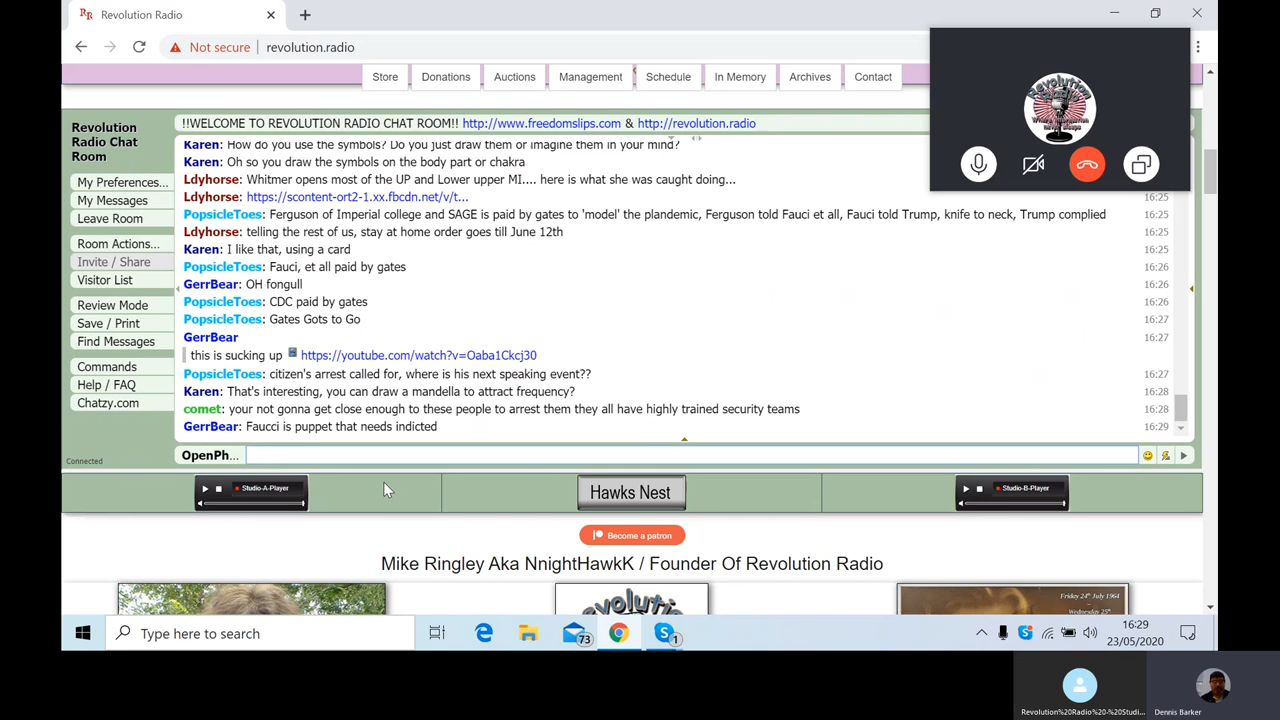 Revolution Radio
Not secure
revolution.radio
Store
Donations
Auctions
Management
Schedule
In Memory
Archives
Contact
Revolution
Radio Chat
Room
My Preferences...
My Messages
Leave Room
Room Actions...
Invite / Share
Visitor List
Review Mode
Save / Print
Find Messages
Commands
Help / FAQ
Chatzy.com
Connected
!!WELCOME TO REVOLUTION RADIO CHAT ROOM!! http://www.freedomslips.com & http://revolution.radio
Karen: How do you use the symbols? Do you just draw them or imagine them in your mind?
Karen: Oh so you draw the symbols on the body part or chakra
Ldyhorse: Whitmer opens most of the UP and Lower upper MI.... here is what she was caught doing...
Ldyhorse: https://scontent-ort2-1.xx.fbcdn.net/v/t... 16:25
PopsicleToes: Ferguson of Imperial college and SAGE is paid by gates to 'model' the plandemic, Ferguson told Fauci et all, Fauci told Trump, knife to neck, Trump complied 16:25
Ldyhorse: telling the rest of us, stay at home order goes till June 12th 16:25
Karen: I like that, using a card 16:25
PopsicleToes: Fauci, et all paid by gates 16:26
GerrBear: OH fongull 16:26
PopsicleToes: CDC paid by gates 16:26
PopsicleToes: Gates Gots to Go 16:27
GerrBear 16:27
this is sucking up https://youtube.com/watch?v=Oaba1Ckcj30
PopsicleToes: citizen's arrest called for, where is his next speaking event?? 16:27
Karen: That's interesting, you can draw a mandella to attract frequency? 16:28
comet: your not gonna get close enough to these people to arrest them they all have highly trained security teams 16:28
GerrBear: Faucci is puppet that needs indicted 16:29
OpenPh...
Studio-A-Player
Hawks Nest
Studio-B-Player
Become a patron
Mike Ringley Aka NnightHawkK / Founder Of Revolution Radio
Friday 24th July 1964
Wednesday 25th
Type here to search
73
1
16:29
23/05/2020
Revolution%20Radio%20-%20Studi...
Dennis Barker